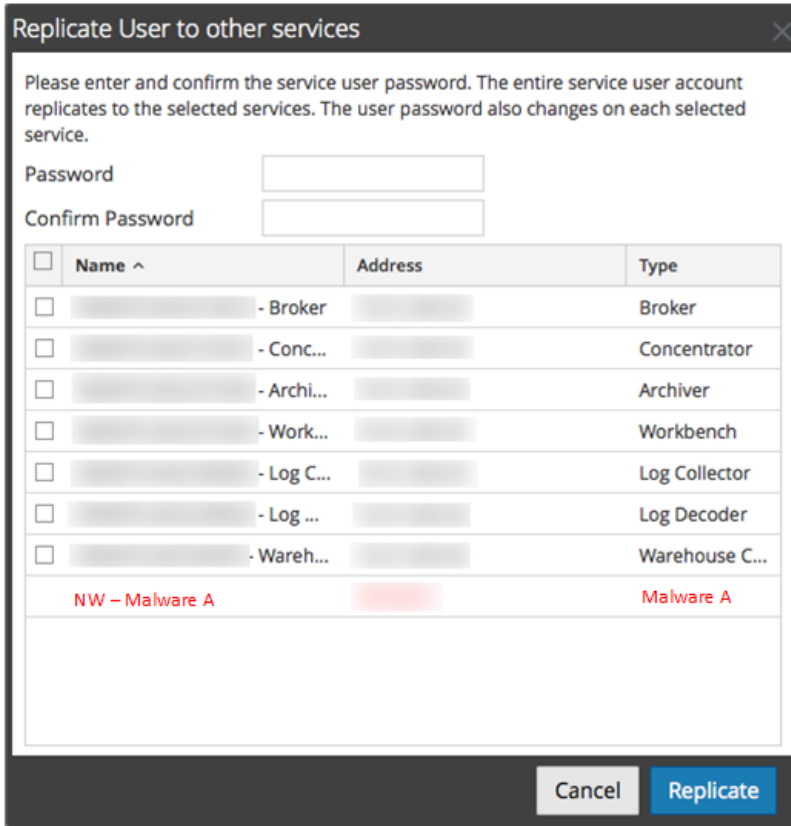 Replicate User to other services
Please enter and confirm the service user password. The entire service user account
replicates to the selected services. The user password also changes on each selected
service.
Password
Confirm Password
Name Address Type
- Broker Broker
- Conc... Concentrator
- Archi... Archiver
- Work... Workbench
- Log C... Log Collector
- Log ... Log Decoder
- Wareh... Warehouse C...
NW – Malware A Malware A
Cancel Replicate